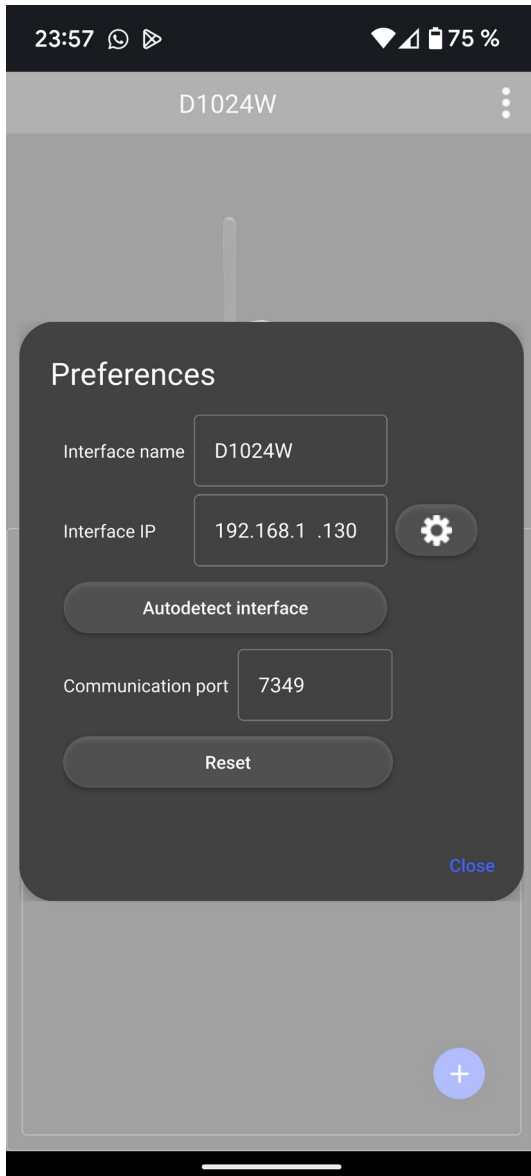 23:57 75 %
D1024W
Preferences
Interface name D1024W
Interface IP 192.168.1 .130
Autodetect interface
Communication port 7349
Reset
Close
+